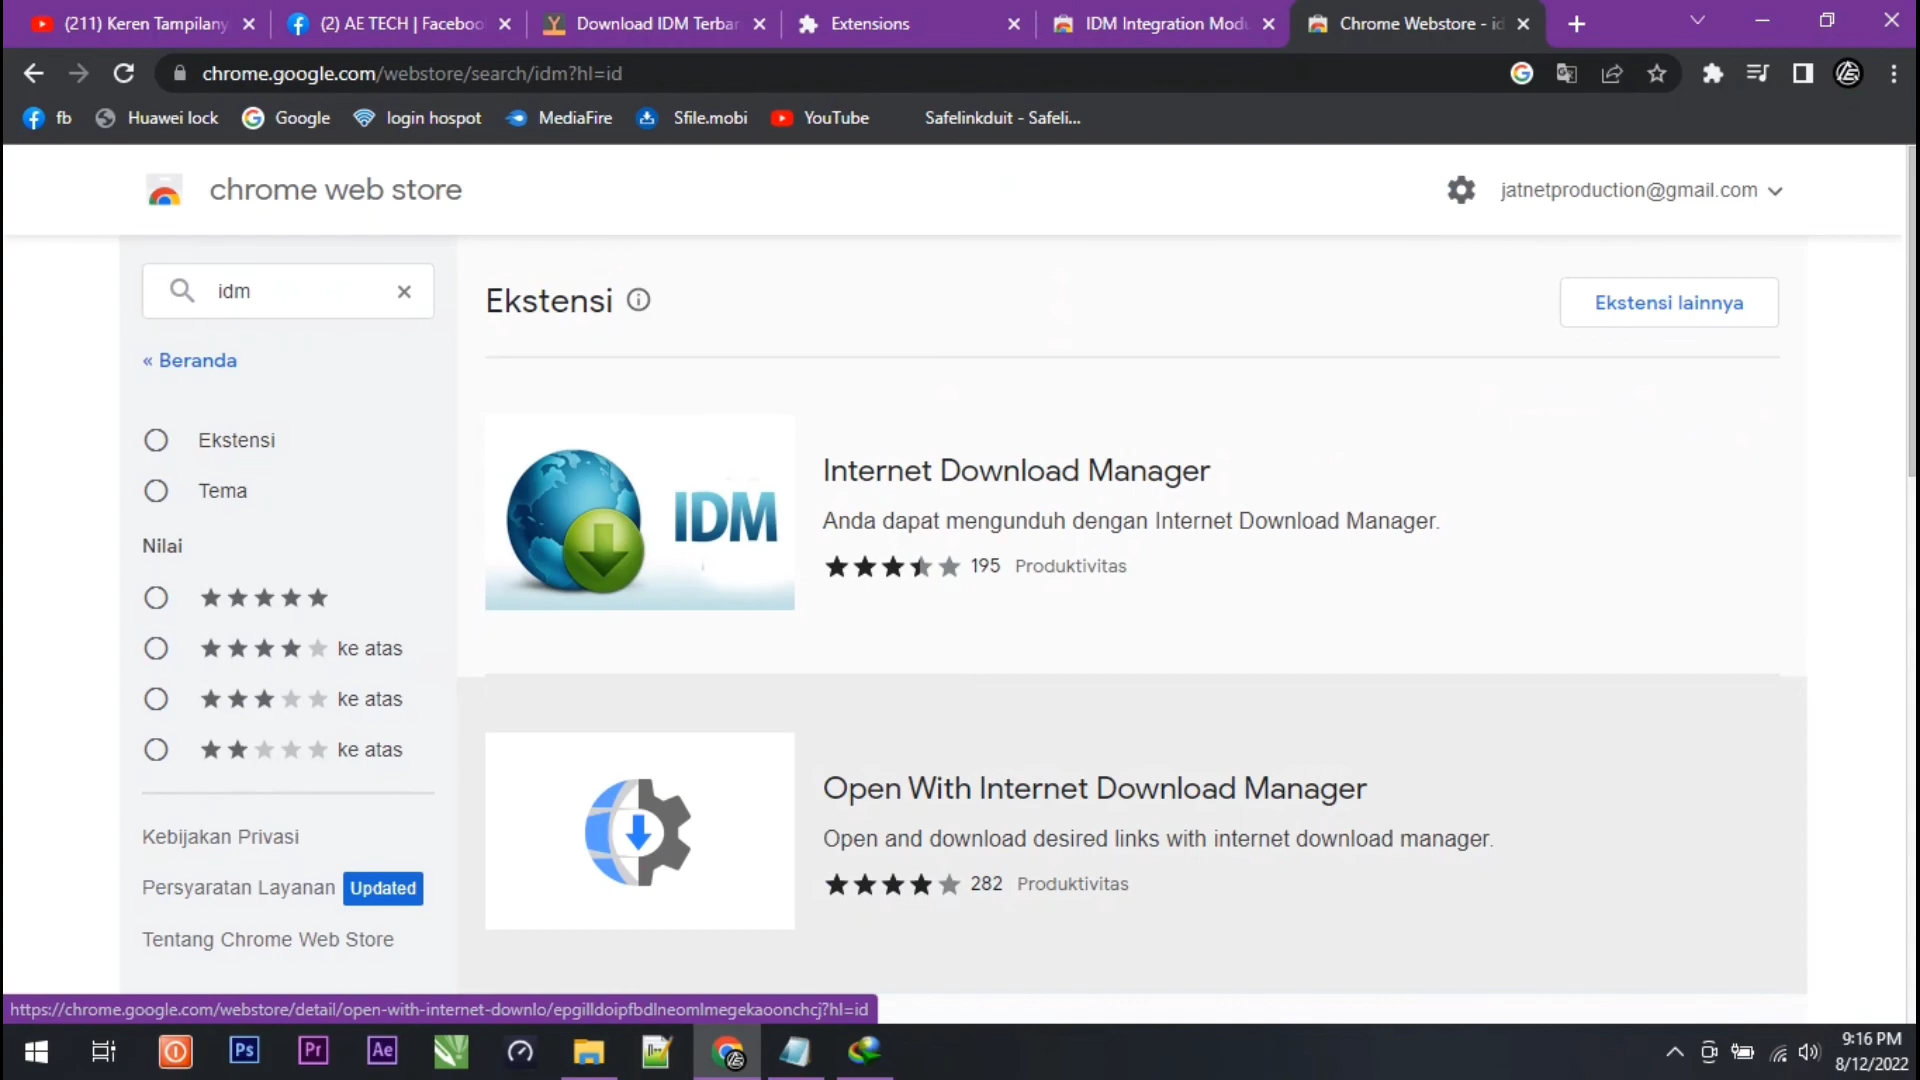 (211) Keren Tampilany
(2) AE TECH | Faceboo
Download IDM Terbar
Extensions
IDM Integration Modu
Chrome Webstore - id
chrome.google.com/webstore/search/idm?hl=id
fb
Huawei lock
Google
login hospot
MediaFire
Sfile.mobi
YouTube
Safelinkduit - Safeli...
chrome web store
jatnetproduction@gmail.com
idm
« Beranda
Ekstensi
Tema
Nilai
ke atas
ke atas
ke atas
Kebijakan Privasi
Persyaratan Layanan Updated
Tentang Chrome Web Store
Ekstensi
Ekstensi lainnya
IDM
Internet Download Manager
Anda dapat mengunduh dengan Internet Download Manager.
195 Produktivitas
Open With Internet Download Manager
Open and download desired links with internet download manager.
282 Produktivitas
https://chrome.google.com/webstore/detail/open-with-internet-downlo/epgilldoipfbdlneomlmegekaoonchcj?hl=id
Ps
Pr
Ae
9:16 PM
8/12/2022